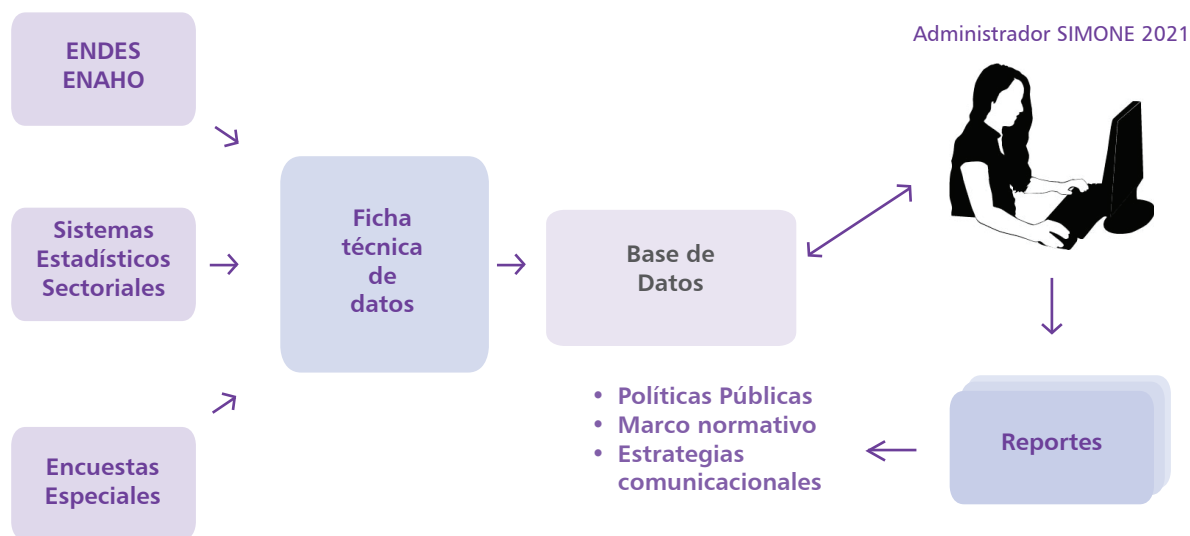 Administrador SIMONE 2021
ENDES
ENAHO
Sistemas
Estadísticos
Sectoriales
Encuestas
Especiales
Ficha
técnica
de
datos
Base de
Datos
Reportes
• Políticas Públicas
• Marco normativo
• Estrategias
comunicacionales